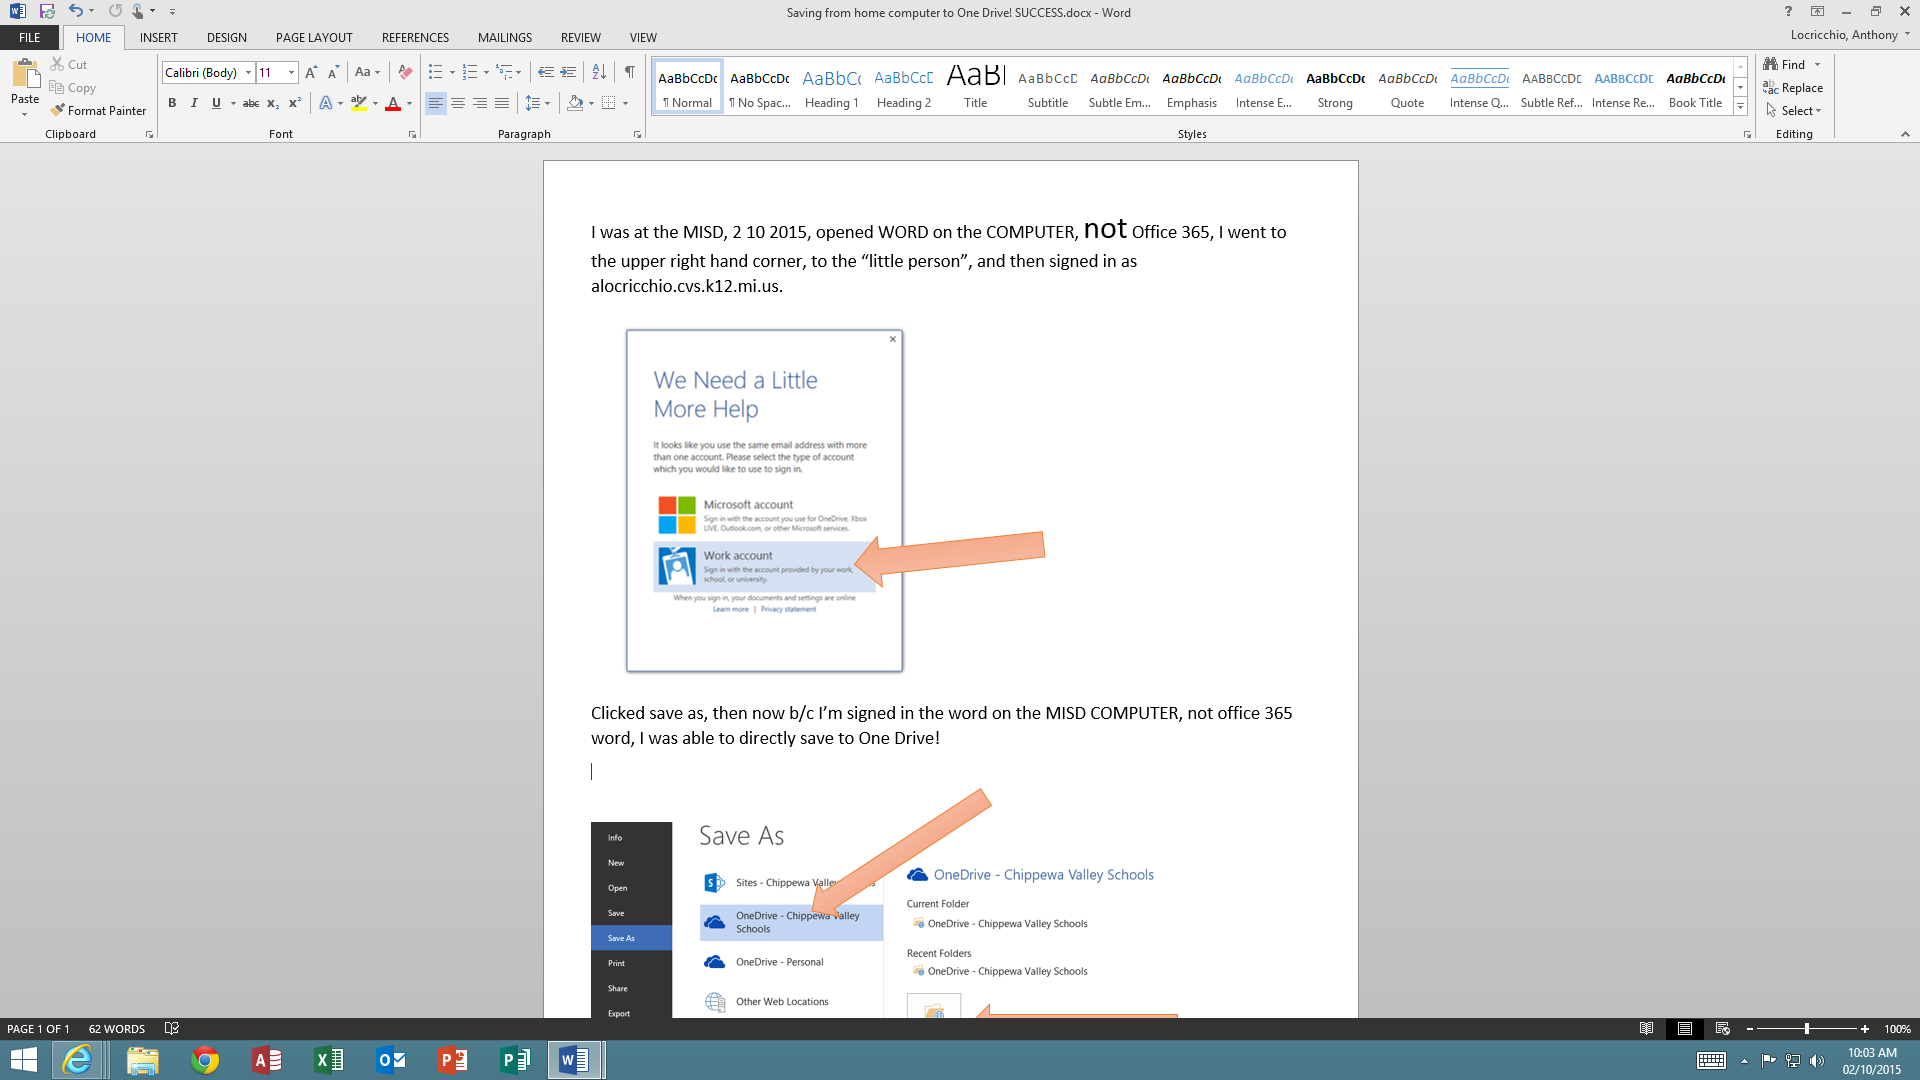 Saving from home computer to One Drive! SUCCESS.docx - Word
?
FILE HOME INSERT DESIGN PAGE LAYOUT REFERENCES MAILINGS REVIEW VIEW
Locricchio, Anthony
Paste
Cut
Copy
Format Painter
Clipboard
Calibri (Body) 11
Aa
B I U abc x₂ x²
Font
Paragraph
AaBbCcDc AaBbCcDc AaBbCc AaBbCcD AaBl AaBbCcD AaBbCcDc AaBbCcDc AaBbCcDc AaBbCcDc AaBbCcDc AaBbCcDc AABBCCDE AABBCCDE AaBbCcDc
¶ Normal ¶ No Spac... Heading 1 Heading 2 Title Subtitle Subtle Em... Emphasis Intense E... Strong Quote Intense Q... Subtle Ref... Intense Re... Book Title
Styles
Find
Replace
Select
Editing
I was at the MISD, 2 10 2015, opened WORD on the COMPUTER, not Office 365, I went to
the upper right hand corner, to the “little person”, and then signed in as
alocricchio.cvs.k12.mi.us.
We Need a Little
More Help
It looks like you use the same email address with more
than one account. Please select the type of account
which you would like to use to sign in.
Microsoft account
Sign in with the account you use for OneDrive, Xbox
LIVE, Outlook.com, or other Microsoft services.
Work account
Sign in with the account provided by your work,
school, or university.
When you sign in, your documents and settings are online
Learn more | Privacy statement
Clicked save as, then now b/c I’m signed in the word on the MISD COMPUTER, not office 365
word, I was able to directly save to One Drive!
Info
New
Open
Save
Save As
Print
Share
Export
Save As
Sites - Chippewa Valley
OneDrive - Chippewa Valley
Schools
OneDrive - Personal
Other Web Locations
OneDrive - Chippewa Valley Schools
Current Folder
OneDrive - Chippewa Valley Schools
Recent Folders
OneDrive - Chippewa Valley Schools
PAGE 1 OF 1 62 WORDS
100%
10:03 AM
02/10/2015